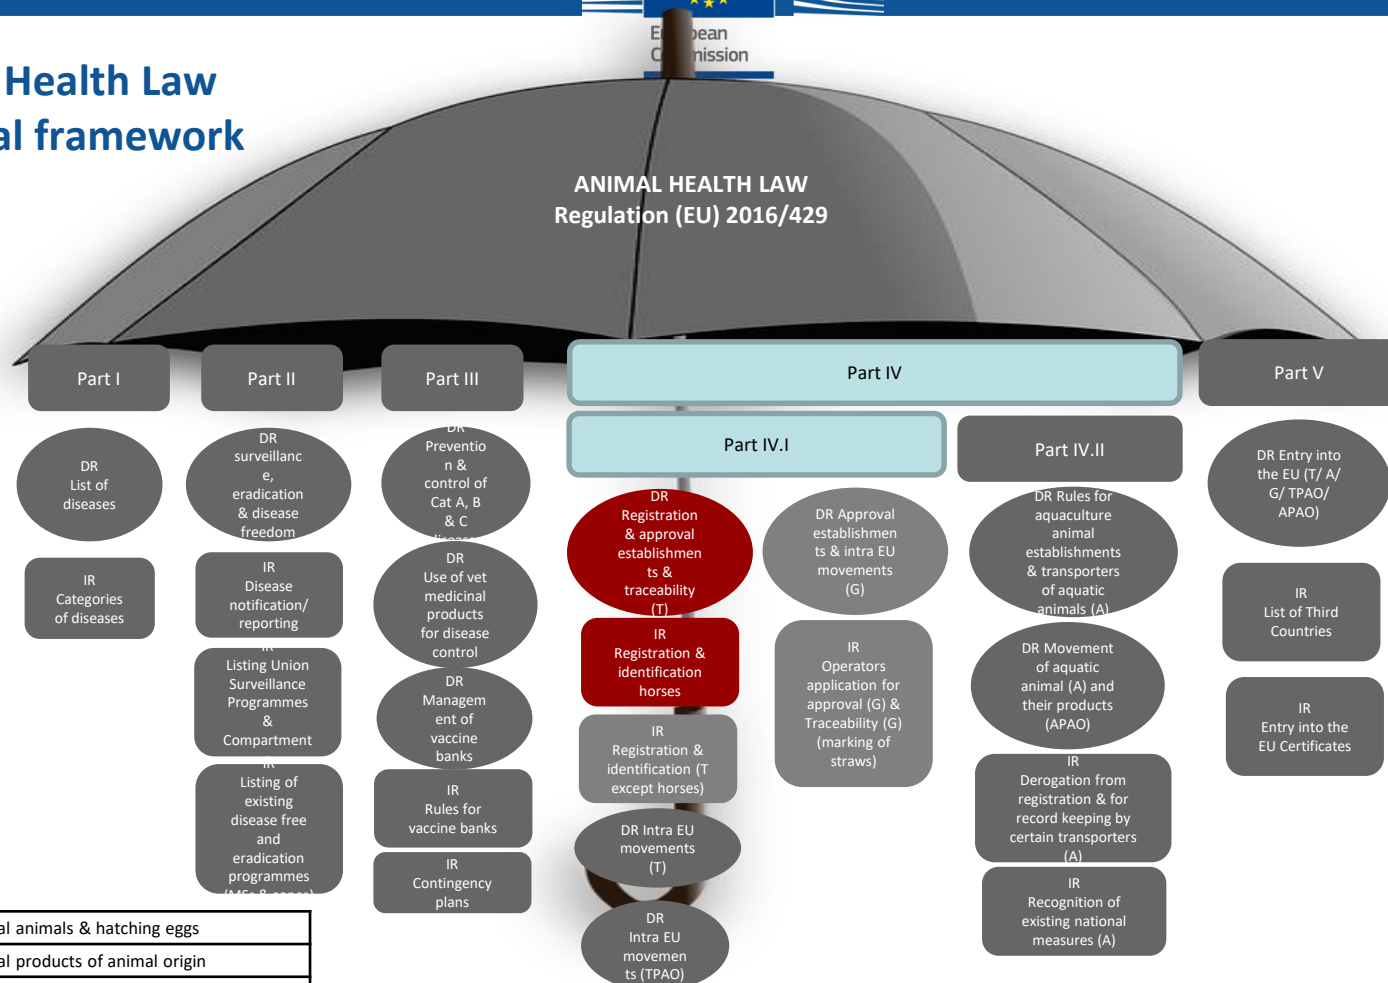 Health Law
framework
European
Commission
ANIMAL HEALTH LAW
Regulation (EU) 2016/429
Part I
Part II
Part III
Part IV
Part V
Part IV.I
Part IV.II
DR
List of
diseases
IR
Categories
of diseases
DR
surveillanc
e,
eradication
& disease
freedom
IR
Disease
notification/
reporting
IR
Listing Union
Surveillance
Programmes
&
Compartment
IR
Listing of
existing
disease free
and
eradication
programmes
(MSs & zones)
DR
Preventio
n &
control of
Cat A, B
& C
diseases
DR
Use of vet
medicinal
products
for disease
control
DR
Managem
ent of
vaccine
banks
IR
Rules for
vaccine banks
IR
Contingency
plans
DR
Registration
& approval
establishmen
ts &
traceability
(T)
IR
Registration &
identification
horses
IR
Registration &
identification (T
except horses)
DR Intra EU
movements
(T)
DR
Intra EU
movemen
ts (TPAO)
DR Approval
establishmen
ts & intra EU
movements
(G)
IR
Operators
application for
approval (G) &
Traceability (G)
(marking of
straws)
DR Rules for
aquaculture
animal
establishments
& transporters
of aquatic
animals (A)
DR Movement
of aquatic
animal (A) and
their products
(APAO)
IR
Derogation from
registration & for
record keeping by
certain transporters
(A)
IR
Recognition of
existing national
measures (A)
DR Entry into
the EU (T/ A/
G/ TPAO/
APAO)
IR
List of Third
Countries
IR
Entry into the
EU Certificates
al animals & hatching eggs
al products of animal origin